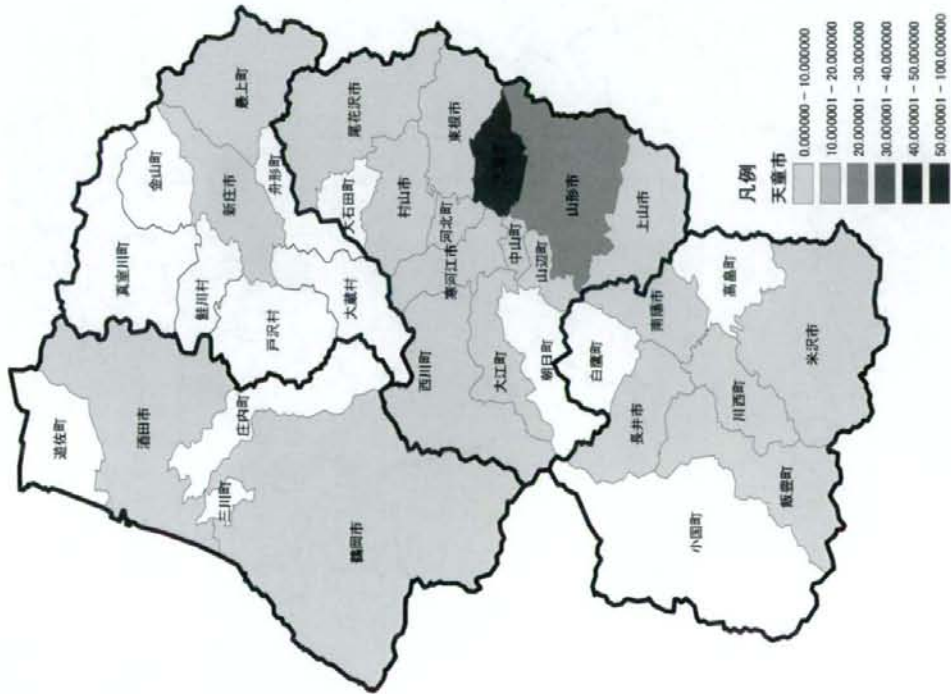 遊佐町
酒田市
庄内町
三川町
鶴岡市
真室川町
金山町
最上町
新庄市
鮭川村
舟形町
戸沢村
大蔵村
尾花沢市
大石田町
村山市
東根市
河北町
寒河江市
西川町
中山町
山辺町
山形市
大江町
朝日町
上山市
白鷹町
南陽市
高畠町
長井市
川西町
米沢市
小国町
飯豊町
凡例
天童市
0.000000 - 10.000000
10.000001 - 20.000000
20.000001 - 30.000000
30.000001 - 40.000000
40.000001 - 50.000000
50.000001 - 100.000000